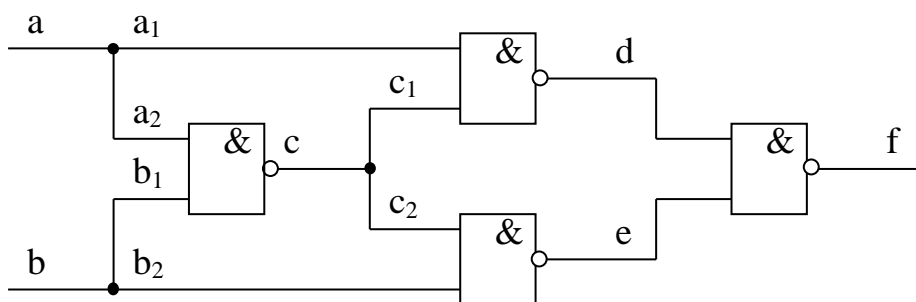 a a₁
& d
c₁
a₂
& c & f
b₁
c₂
& e
b b₂